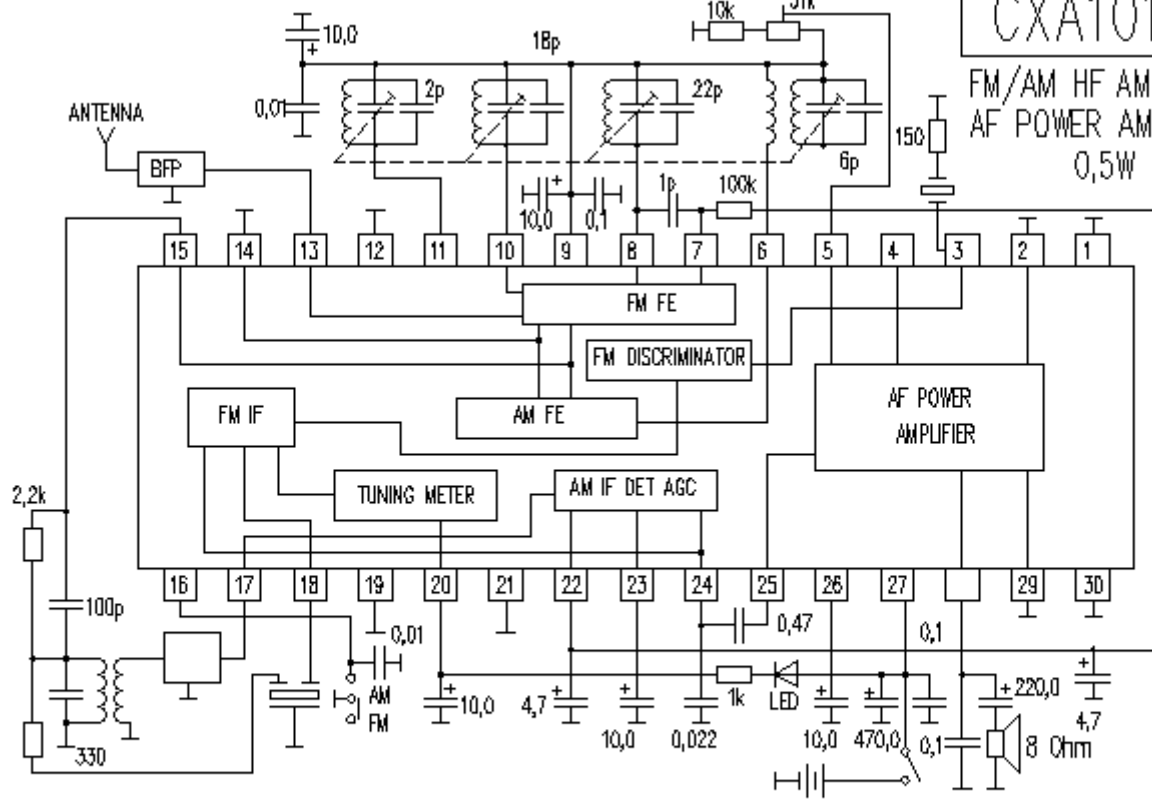 10k
51k
CXA101
10,0
18p
FM/AM HF AM
AF POWER AM
0,5W
2p
22p
0,01
ANTENNA
150
6p
BFP
1p
100k
10,0
0,1
15
14
13
12
11
10
9
8
7
6
5
4
3
2
1
FM FE
FM DISCRIMINATOR
AF POWER
AMPLIFIER
FM IF
AM FE
TUNING METER
AM IF DET AGC
2,2k
16
17
18
19
20
21
22
23
24
25
26
27
29
30
100p
0,01
0,47
0,1
AM
FM
10,0
4,7
10,0
0,022
1k
LED
10,0
470,0
0,1
220,0
4,7
8 Ohm
330